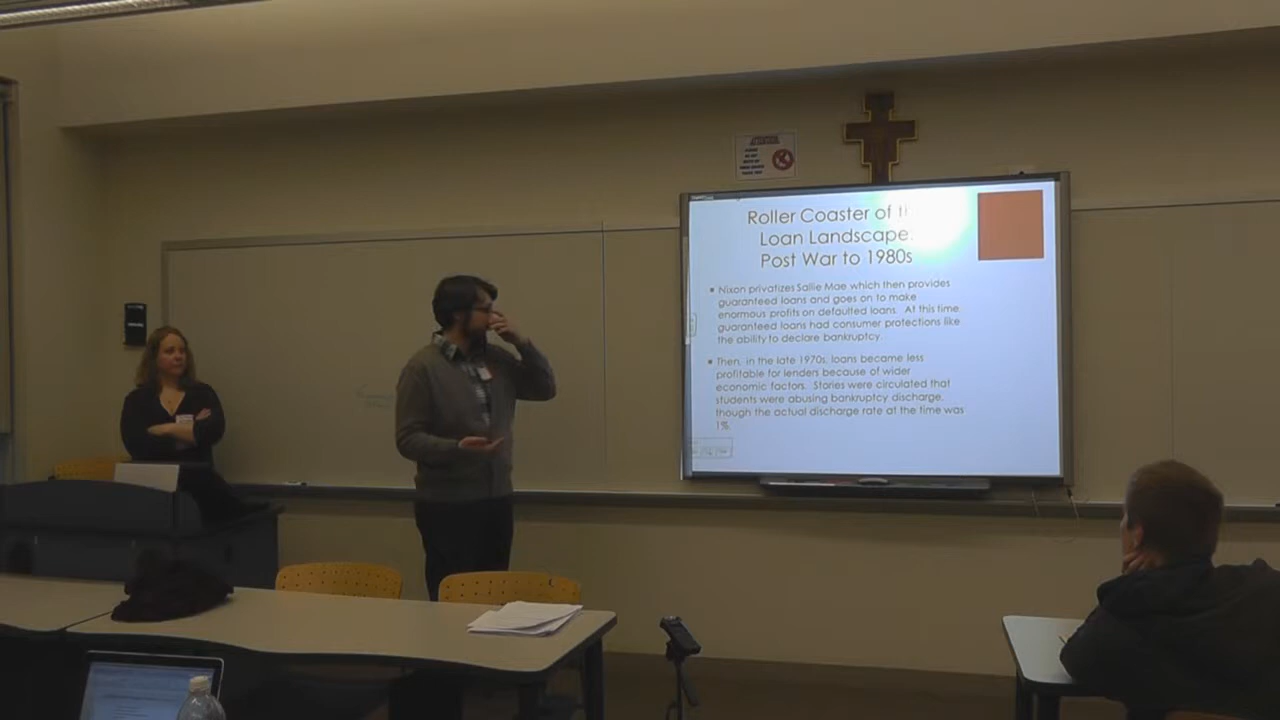 ATTENTION
Roller Coaster of th
Loan Landscape:
Post War to 1980s
Nixon privatizes Sallie Mae which then provides
guaranteed loans and goes on to make
enormous profits on defaulted loans. At this time
guaranteed loans had consumer protections like
the ability to declare bankruptcy.
Then, in the late 1970s, loans became less
profitable for lenders because of wider
economic factors. Stories were circulated that
students were abusing bankruptcy discharge,
though the actual discharge rate at the time was
1%.